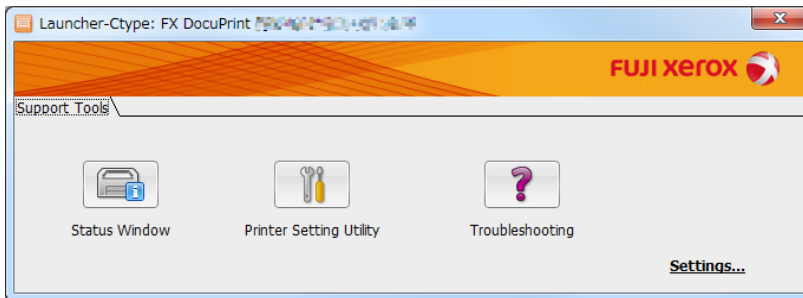 Launcher-Ctype: FX DocuPrint
FUJI xerox
Support Tools
Status Window
Printer Setting Utility
Troubleshooting
Settings...